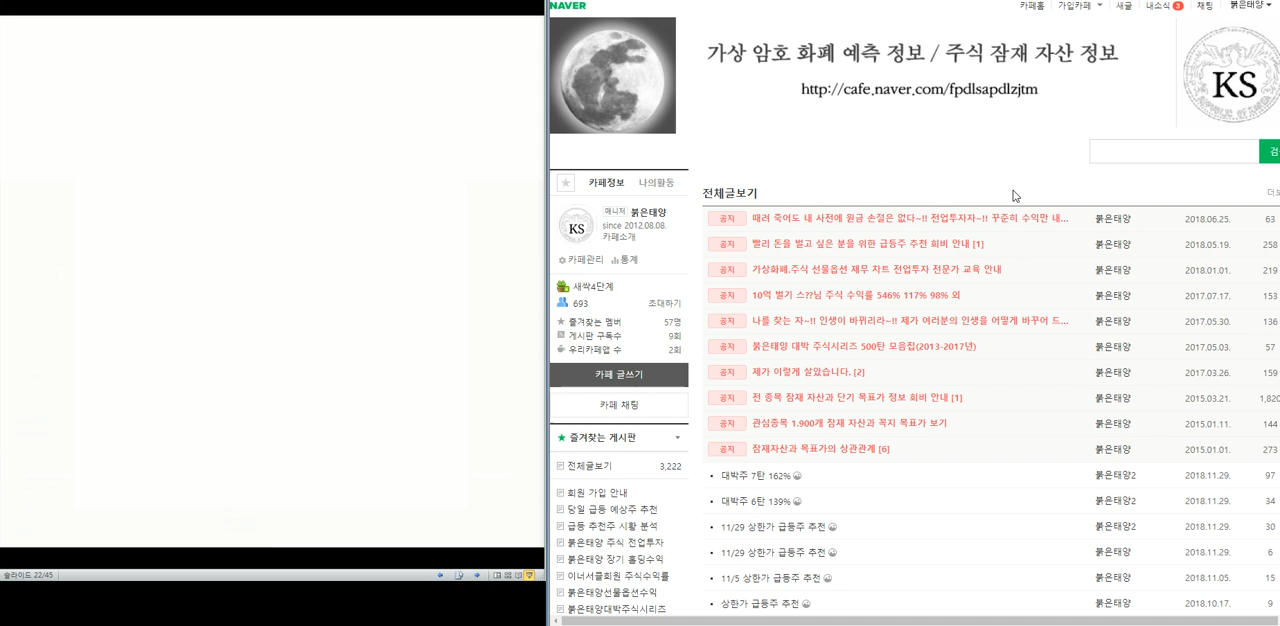 슬라이드 22/45
NAVER
카페홈 가입카페 새글 내소식 3 채팅 붉은태양
가상 암호 화폐 예측 정보 / 주식 잠재 자산 정보
http://cafe.naver.com/fpdlsapdlzjtm
KS
카페정보 나의활동
KS
매니저 붉은태양
since 2012.08.08.
카페소개
카페관리 통계
새싹4단계
693 초대하기
즐겨찾는 멤버 57명
게시판 구독수 9회
우리카페앱 수 2회
카페 글쓰기
카페 채팅
즐겨찾는 게시판
전체글보기 3,222
회원 가입 안내
당일 급등 예상주 추천
급등 추천주 시황 분석
붉은태양 주식 전업투자
붉은태양 장기 홀딩수익
이너서클회원 주식수익률
붉은태양선물옵션수익
붉은태양대박주식시리즈
전체글보기
공지 때려 죽여도 내 사전에 원금 손절은 없다~!! 전업투자자~!! 꾸준히 수익만 내... 붉은태양 2018.06.25. 63
공지 빨리 돈을 벌고 싶은 분을 위한 급등주 추천 회비 안내 [1] 붉은태양 2018.05.19. 258
공지 가상화폐.주식 선물옵션 재무 차트 전업투자 전문가 교육 안내 붉은태양 2018.01.01. 219
공지 10억 벌기 스??님 주식 수익률 546% 117% 98% 외 붉은태양 2017.07.17. 153
공지 나를 찾는 자~!! 인생이 바뀌리라~!! 제가 여러분의 인생을 어떻게 바꾸어 드... 붉은태양 2017.05.30. 136
공지 붉은태양 대박 주식시리즈 500탄 모음집(2013-2017년) 붉은태양 2017.05.03. 57
공지 제가 이렇게 살았습니다. [2] 붉은태양 2017.03.26. 159
공지 전 종목 잠재 자산과 단기 목표가 정보 회비 안내 [1] 붉은태양 2015.03.21. 1,820
공지 관심종목 1.900개 잠재 자산과 꼭지 목표가 보기 붉은태양 2015.01.11. 144
공지 잠재자산과 목표가의 상관관계 [6] 붉은태양 2015.01.01. 273
대박주 7탄 162% 붉은태양2 2018.11.29. 97
대박주 6탄 139% 붉은태양2 2018.11.29. 34
11/29 상한가 급등주 추천 붉은태양2 2018.11.29. 30
11/29 상한가 급등주 추천 붉은태양 2018.11.29. 6
11/5 상한가 급등주 추천 붉은태양 2018.11.05. 15
상한가 급등주 추천 붉은태양 2018.10.17. 9